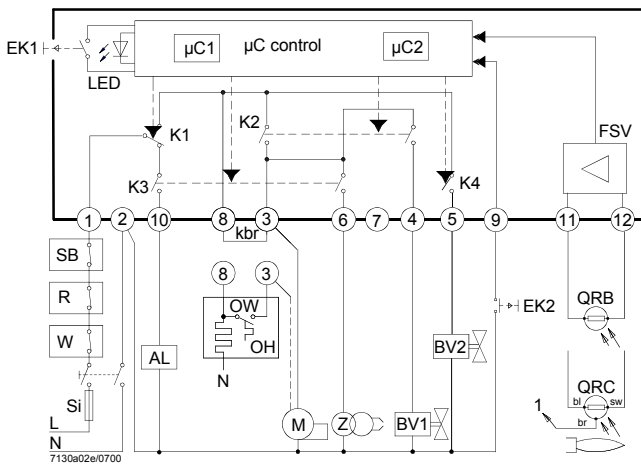 EK1
LED
µC1
µC control
µC2
FSV
K1
K2
K3
K4
1
2
10
8
3
6
7
4
5
9
11
12
kbr
SB
R
W
Si
L
N
AL
8
3
OW
OH
N
M
Z
BV1
BV2
EK2
QRB
QRC
bl
sw
br
1
7130a02e/0700